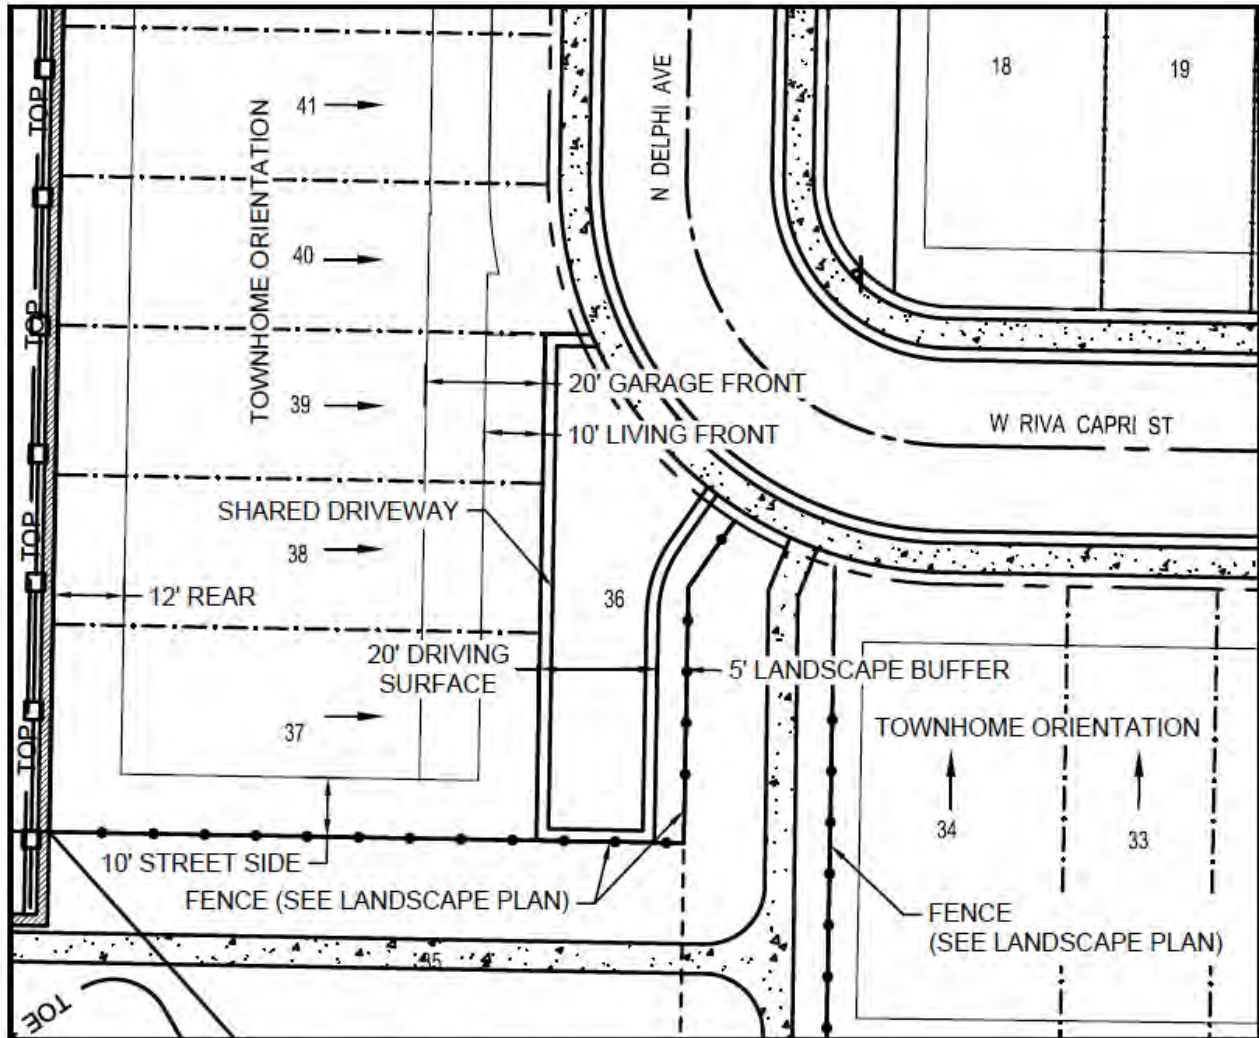 18
19
N DELPHI AVE
TOP
41
TOWNHOME ORIENTATION
40
TOP
39
20' GARAGE FRONT
10' LIVING FRONT
W RIVA CAPRI ST
SHARED DRIVEWAY
TOP
38
12' REAR
36
20' DRIVING
SURFACE
5' LANDSCAPE BUFFER
TOP
37
TOWNHOME ORIENTATION
34
33
10' STREET SIDE
FENCE (SEE LANDSCAPE PLAN)
FENCE
(SEE LANDSCAPE PLAN)
35
TOE